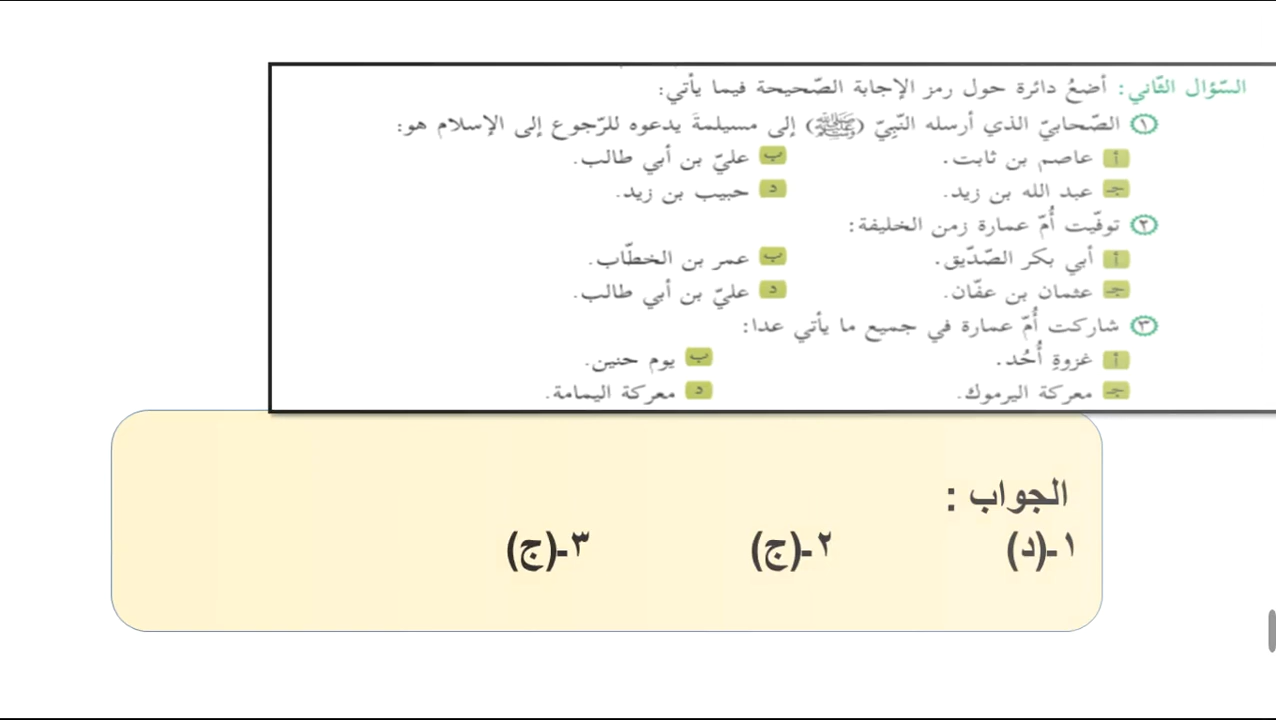 السّؤال الثّاني: أضعُ دائرة حول رمز الإجابة الصّحيحة فيما يأتي:
١ الصّحابيّ الذي أرسله النّبِيّ (ﷺ) إلى مسيلمةَ يدعوه للرّجوع إلى الإسلام هو:
أ عاصم بن ثابت. ب عليّ بن أبي طالب.
جـ عبد الله بن زيد. د حبيب بن زيد.
٢ توفّيت أُمّ عمارة زمن الخليفة:
أ أبي بكر الصّدّيق. ب عمر بن الخطّاب.
جـ عثمان بن عفّان. د عليّ بن أبي طالب.
٣ شاركت أُمّ عمارة في جميع ما يأتي عدا:
أ غزوةِ أُحُد. ب يوم حنين.
جـ معركة اليرموك. د معركة اليمامة.
الجواب :
١-(د) ٢-(ج) ٣-(ج)